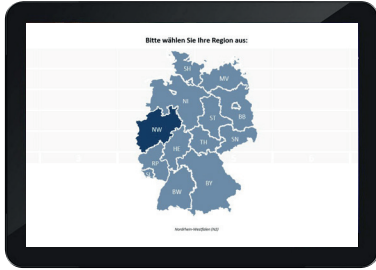 Bitte wählen Sie Ihre Region aus:
SH
MV
NI
BB
ST
NW
SN
TH
HE
RP
BY
BW
Nordrhein-Westfalen (NZ)